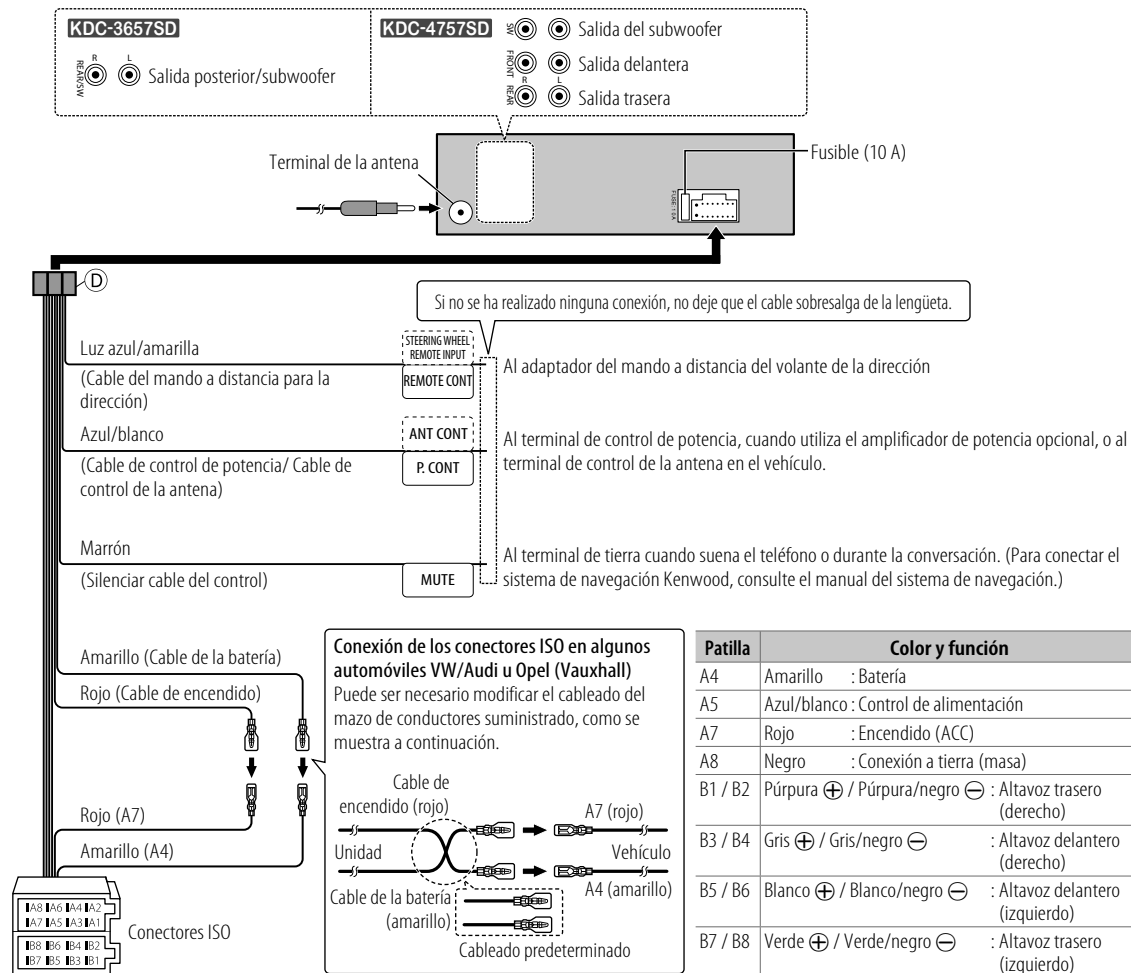 KDC-3657SD
R L
REAR/SW
Salida posterior/subwoofer
KDC-4757SD
SW
Salida del subwoofer
FRONT
Salida delantera
R L
REAR
Salida trasera
Terminal de la antena
Fusible (10 A)
FUSE 10A
D
Si no se ha realizado ninguna conexión, no deje que el cable sobresalga de la lengüeta.
Luz azul/amarilla
(Cable del mando a distancia para la
dirección)
STEERING WHEEL
REMOTE INPUT
REMOTE CONT
Al adaptador del mando a distancia del volante de la dirección
Azul/blanco
(Cable de control de potencia/ Cable de
control de la antena)
ANT CONT
P. CONT
Al terminal de control de potencia, cuando utiliza el amplificador de potencia opcional, o al
terminal de control de la antena en el vehículo.
Marrón
(Silenciar cable del control)
MUTE
Al terminal de tierra cuando suena el teléfono o durante la conversación. (Para conectar el
sistema de navegación Kenwood, consulte el manual del sistema de navegación.)
Amarillo (Cable de la batería)
Rojo (Cable de encendido)
Rojo (A7)
Amarillo (A4)
A8 A6 A4 A2
A7 A5 A3 A1
B8 B6 B4 B2
B7 B5 B3 B1
Conectores ISO
Conexión de los conectores ISO en algunos
automóviles VW/Audi u Opel (Vauxhall)
Puede ser necesario modificar el cableado del
mazo de conductores suministrado, como se
muestra a continuación.
Cable de
encendido (rojo)
A7 (rojo)
Unidad
Vehículo
Cable de la batería
(amarillo)
A4 (amarillo)
Cableado predeterminado
Patilla Color y función
A4 Amarillo : Batería
A5 Azul/blanco : Control de alimentación
A7 Rojo : Encendido (ACC)
A8 Negro : Conexión a tierra (masa)
B1 / B2 Púrpura ⊕ / Púrpura/negro ⊖ : Altavoz trasero
(derecho)
B3 / B4 Gris ⊕ / Gris/negro ⊖ : Altavoz delantero
(derecho)
B5 / B6 Blanco ⊕ / Blanco/negro ⊖ : Altavoz delantero
(izquierdo)
B7 / B8 Verde ⊕ / Verde/negro ⊖ : Altavoz trasero
(izquierdo)